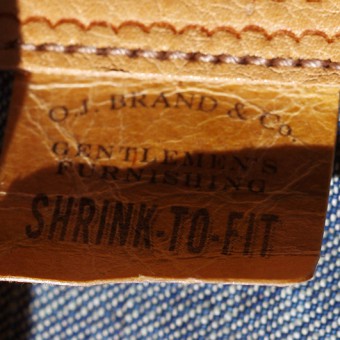 O.J. BRAND & Co.
GENTLEMEN'S
FURNISHING
SHRINK-TO-FIT